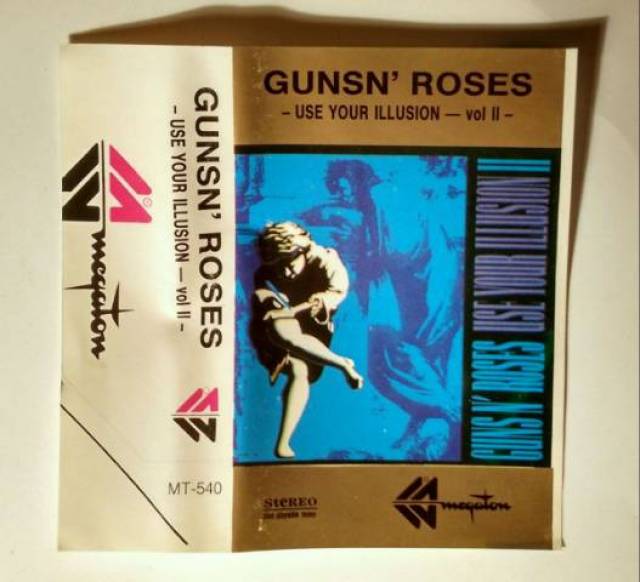 GUNSN' ROSES
– USE YOUR ILLUSION — vol II –
megaton
GUNSN' ROSES
– USE YOUR ILLUSION — vol II –
MT-540
GUNS N' ROSES USE YOUR ILLUSION II
STEREO
megaton